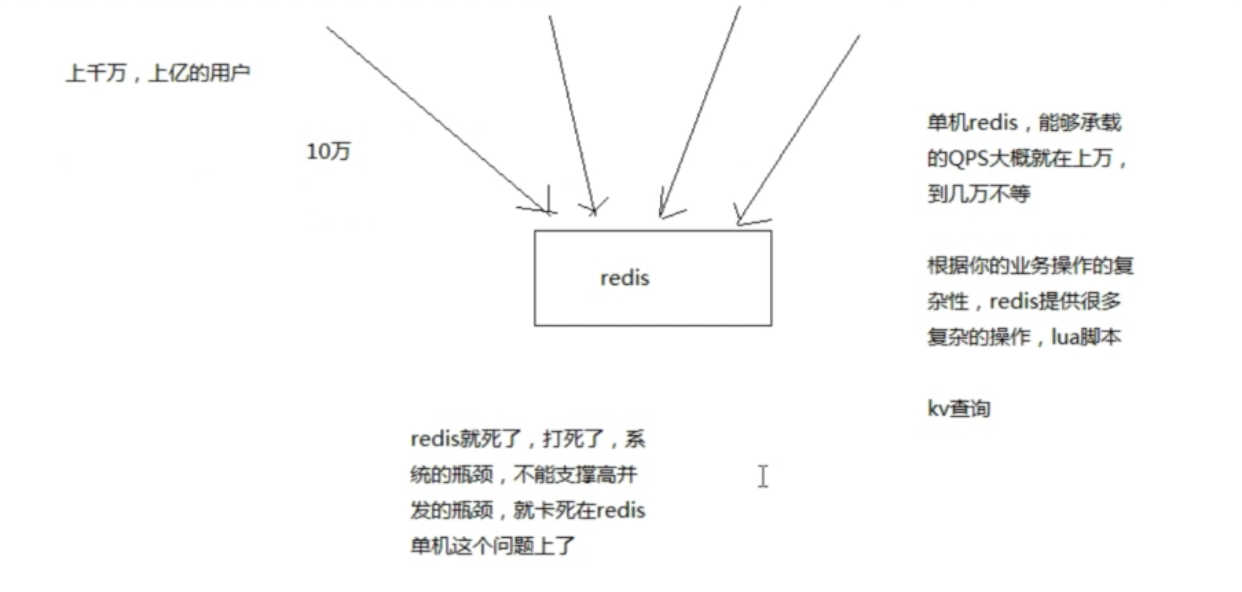 上千万，上亿的用户
10万
单机redis，能够承载
的QPS大概就在上万，
到几万不等
根据你的业务操作的复
杂性，redis提供很多
复杂的操作，lua脚本
kv查询
redis
redis就死了，打死了，系
统的瓶颈，不能支撑高并
发的瓶颈，就卡死在redis
单机这个问题上了